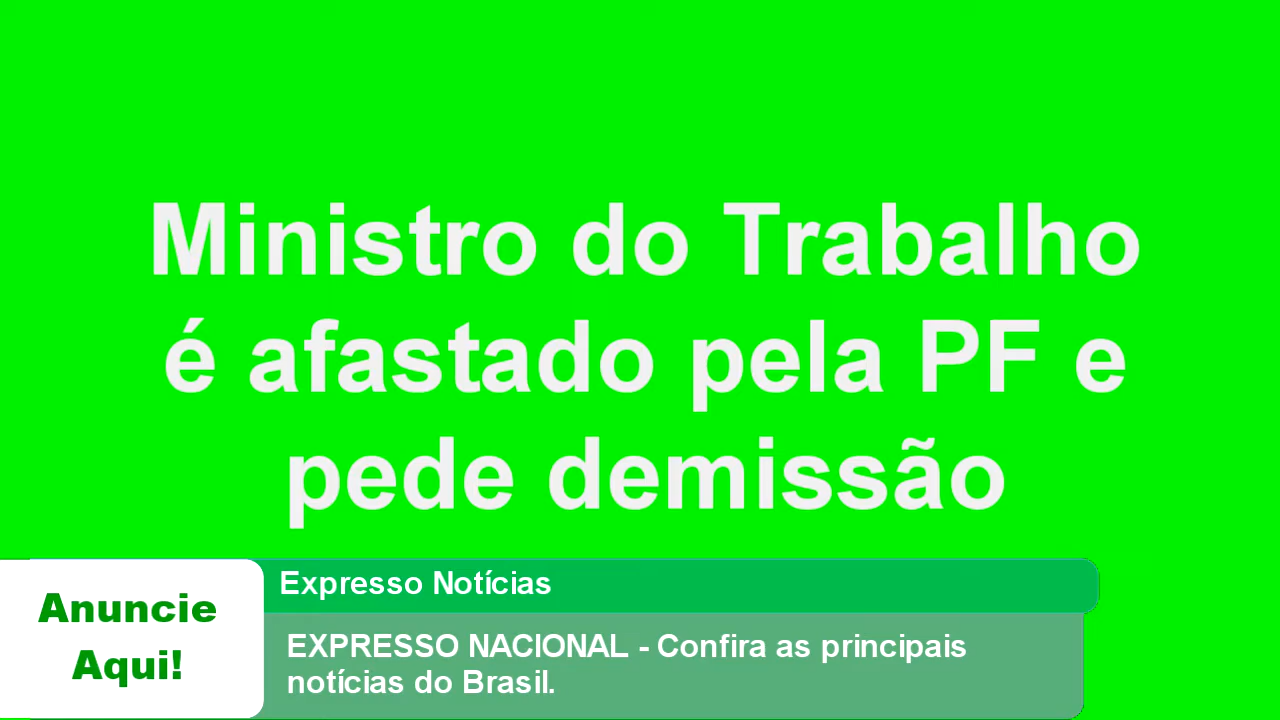 Ministro do Trabalho
é afastado pela PF e
pede demissão
Anuncie
Aqui!
Expresso Notícias
EXPRESSO NACIONAL - Confira as principais
notícias do Brasil.